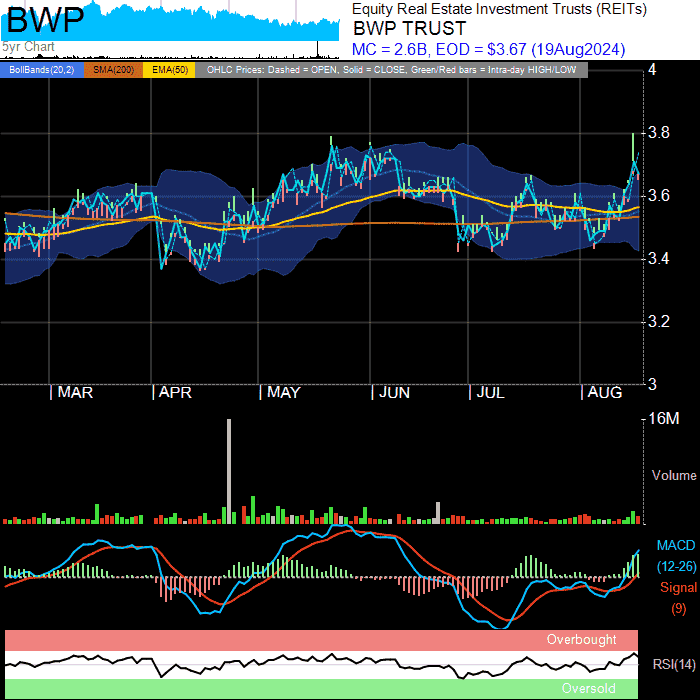 BWP
5yr Chart
Equity Real Estate Investment Trusts (REITs)
BWP TRUST
MC = 2.6B, EOD = $3.67 (19Aug2024)
BollBands(20,2) SMA(200) EMA(50) OHLC Prices: Dashed = OPEN, Solid = CLOSE, Green/Red bars = Intra-day HIGH/LOW
4
3.8
3.6
3.4
3.2
3
MAR APR MAY JUN JUL AUG
16M
Volume
MACD
(12-26)
Signal
(9)
Overbought
RSI(14)
Oversold